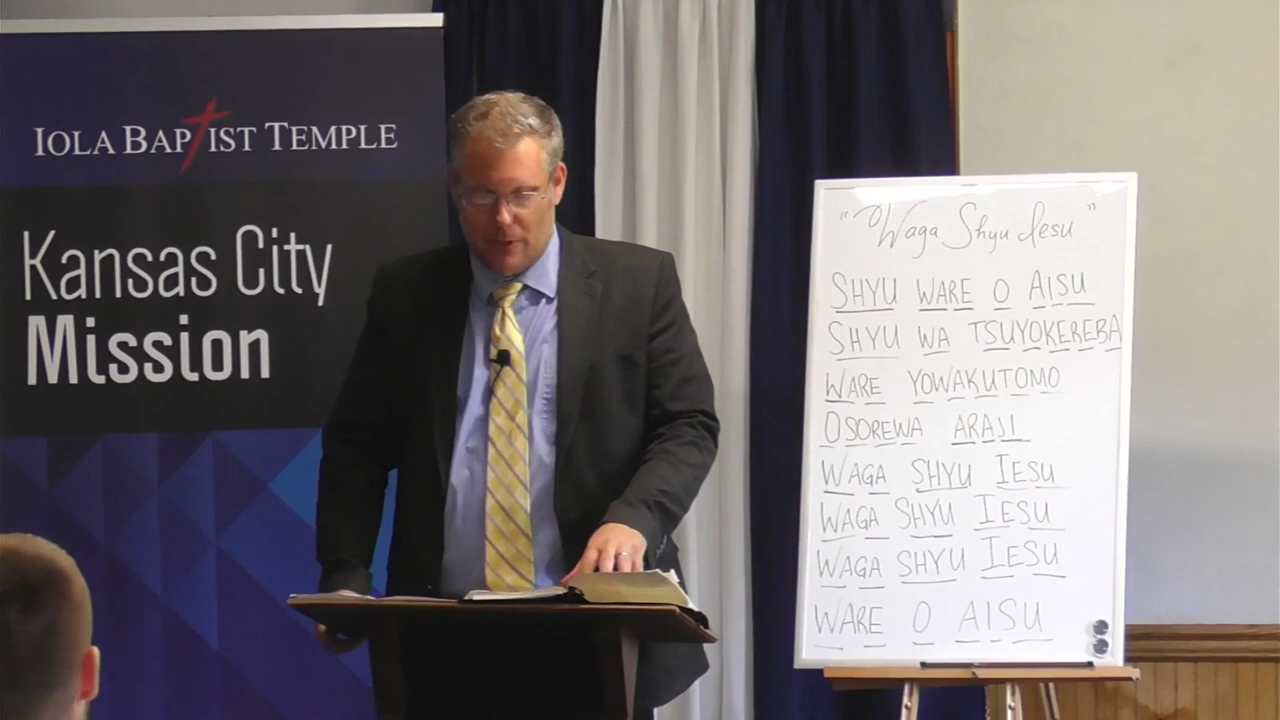 IOLA BAPTIST TEMPLE
Kansas City
Mission
"Waga Shyu Iesu"
SHYU WARE O AISU
SHYU WA TSUYOKEREBA
WARE YOWAKUTOMO
OSOREWA ARAJI
WAGA SHYU IESU
WAGA SHYU IESU
WAGA SHYU IESU
WARE O AISU